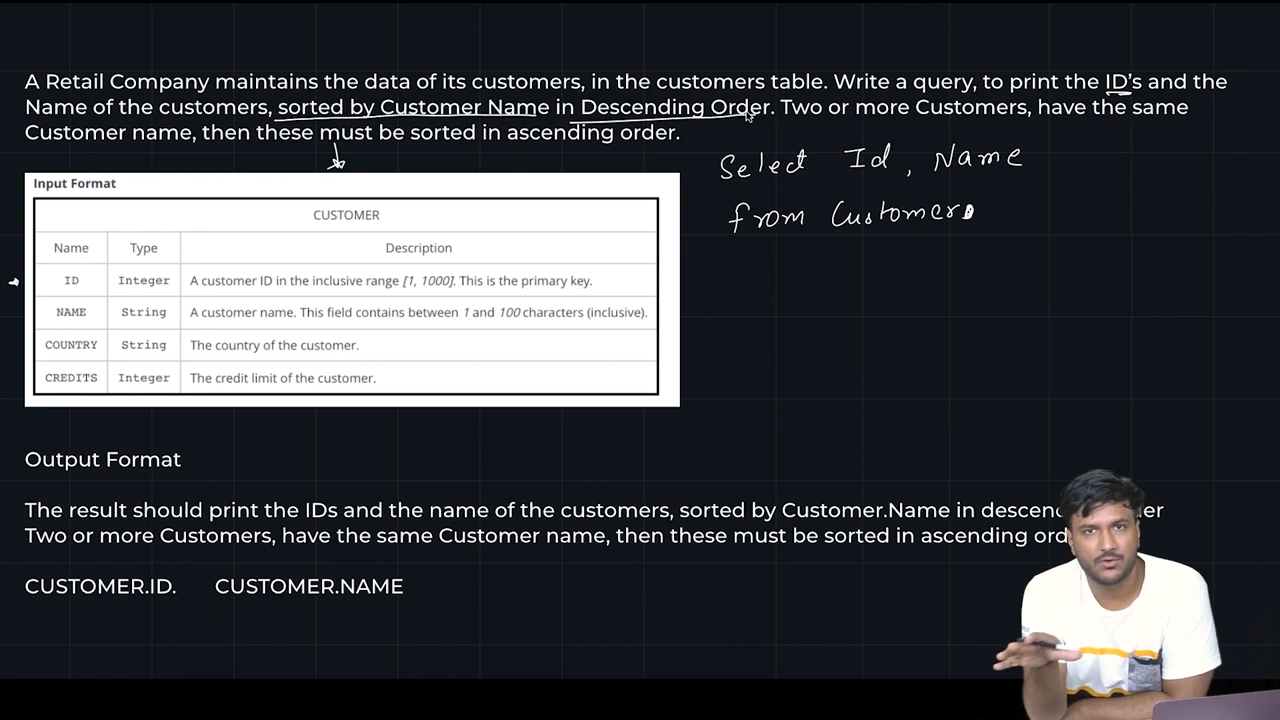 A Retail Company maintains the data of its customers, in the customers table. Write a query, to print the ID's and the
Name of the customers, sorted by Customer Name in Descending Order. Two or more Customers, have the same
Customer name, then these must be sorted in ascending order.
Select Id, Name
from Customer
Input Format
CUSTOMER
Name Type Description
ID Integer A customer ID in the inclusive range [1, 1000]. This is the primary key.
NAME String A customer name. This field contains between 1 and 100 characters (inclusive).
COUNTRY String The country of the customer.
CREDITS Integer The credit limit of the customer.
Output Format
The result should print the IDs and the name of the customers, sorted by Customer.Name in
Two or more Customers, have the same Customer name, then these must be sorted in ascending
CUSTOMER.ID. CUSTOMER.NAME